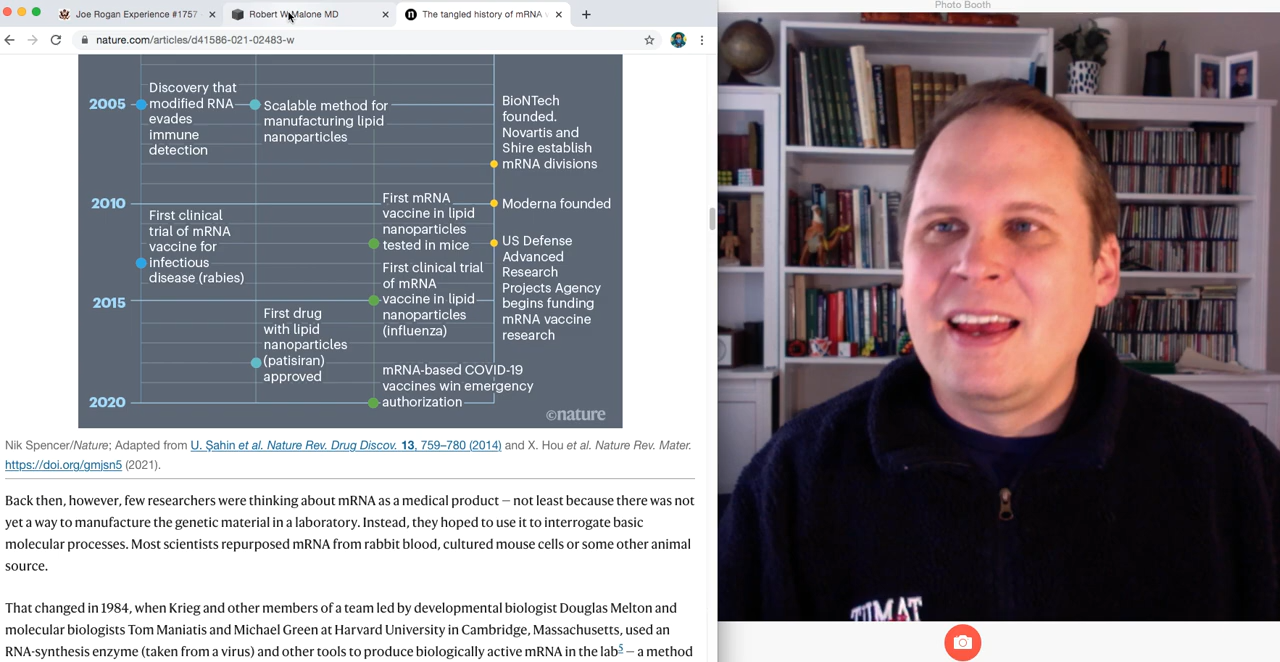 Joe Rogan Experience #1757
Robert W Malone MD
The tangled history of mRNA
Photo Booth
nature.com/articles/d41586-021-02483-w
2005
Discovery that
modified RNA
evades
immune
detection
Scalable method for
manufacturing lipid
nanoparticles
BioNTech
founded.
Novartis and
Shire establish
mRNA divisions
2010
First mRNA
vaccine in lipid
nanoparticles
tested in mice
Moderna founded
First clinical
trial of mRNA
vaccine for
infectious
disease (rabies)
US Defense
Advanced
Research
Projects Agency
begins funding
mRNA vaccine
research
First clinical trial
of mRNA
vaccine in lipid
nanoparticles
(influenza)
2015
First drug
with lipid
nanoparticles
(patisiran)
approved
mRNA-based COVID-19
vaccines win emergency
authorization
2020
©nature
Nik Spencer/Nature; Adapted from U. Şahin et al. Nature Rev. Drug Discov. 13, 759–780 (2014) and X. Hou et al. Nature Rev. Mater.
https://doi.org/gmjsn5 (2021).
Back then, however, few researchers were thinking about mRNA as a medical product — not least because there was not
yet a way to manufacture the genetic material in a laboratory. Instead, they hoped to use it to interrogate basic
molecular processes. Most scientists repurposed mRNA from rabbit blood, cultured mouse cells or some other animal
source.
That changed in 1984, when Krieg and other members of a team led by developmental biologist Douglas Melton and
molecular biologists Tom Maniatis and Michael Green at Harvard University in Cambridge, Massachusetts, used an
RNA-synthesis enzyme (taken from a virus) and other tools to produce biologically active mRNA in the lab5 — a method